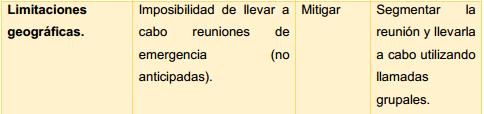 Limitaciones
geográficas.
Imposibilidad de llevar a
cabo reuniones de
emergencia (no
anticipadas).
Mitigar
Segmentar la
reunión y llevarla
a cabo utilizando
llamadas
grupales.